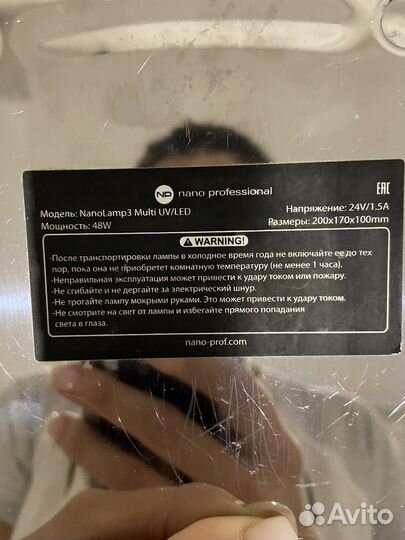 ND nano professional
EAC
Модель: NanoLamp3 Multi UV/LED Напряжение: 24V/1.5A
Мощность: 48W Размеры: 200x170x100mm
WARNING!
-После транспортировки лампы в холодное время года не включайте ее до тех
пор, пока она не приобретет комнатную температуру (не менее 1 часа).
-Неправильная эксплуатация может привести к удару током или пожару.
-Не сгибайте и не дергайте за электрический шнур.
-Не трогайте лампу мокрыми руками. Это может привести к удару током.
-Не смотрите на свет от лампы и избегайте прямого попадания
света в глаза.
nano-prof.com
Avito